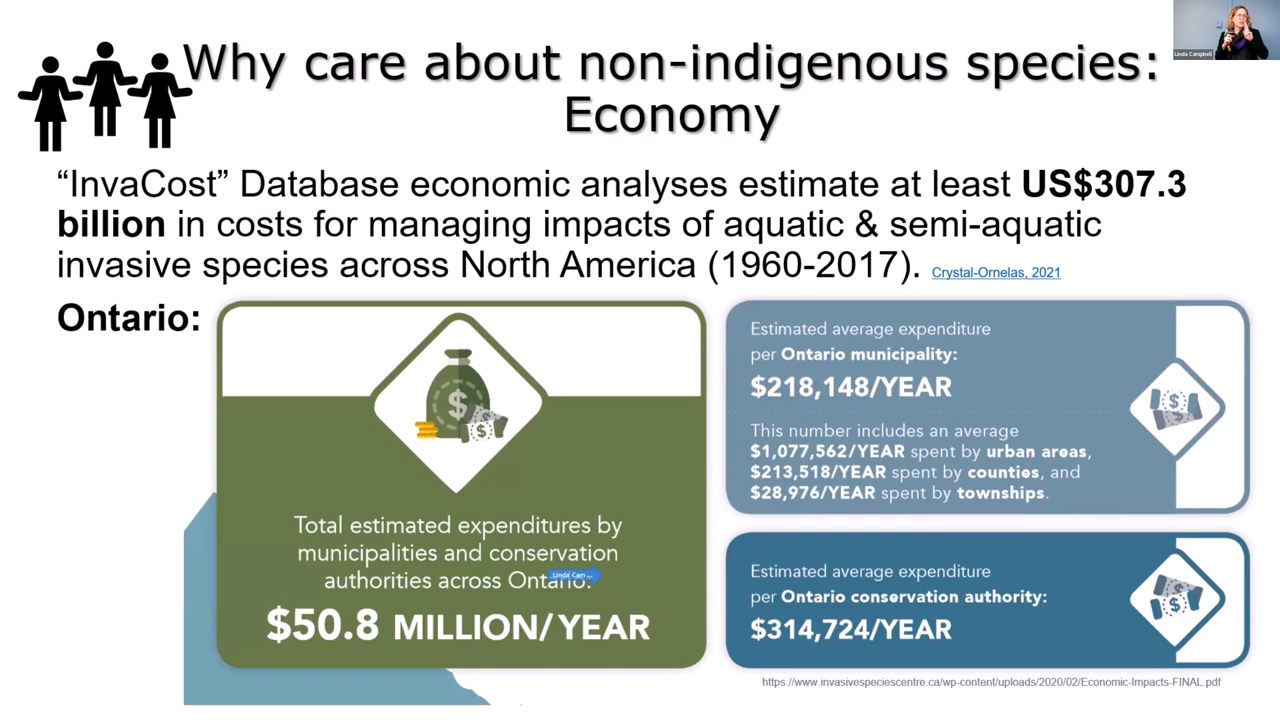 Linda Campbell
Why care about non-indigenous species:
Economy
“InvaCost” Database economic analyses estimate at least US$307.3
billion in costs for managing impacts of aquatic & semi-aquatic
invasive species across North America (1960-2017). Crystal-Ornelas, 2021
Ontario:
$
$
Total estimated expenditures by
municipalities and conservation
authorities across Ontario:
Linda Cam ...
$50.8 MILLION/YEAR
Estimated average expenditure
per Ontario municipality:
$218,148/YEAR
This number includes an average
$1,077,562/YEAR spent by urban areas,
$213,518/YEAR spent by counties, and
$28,976/YEAR spent by townships.
$
$
Estimated average expenditure
per Ontario conservation authority:
$314,724/YEAR
$
$
https://www.invasivespeciescentre.ca/wp-content/uploads/2020/02/Economic-Impacts-FINAL.pdf